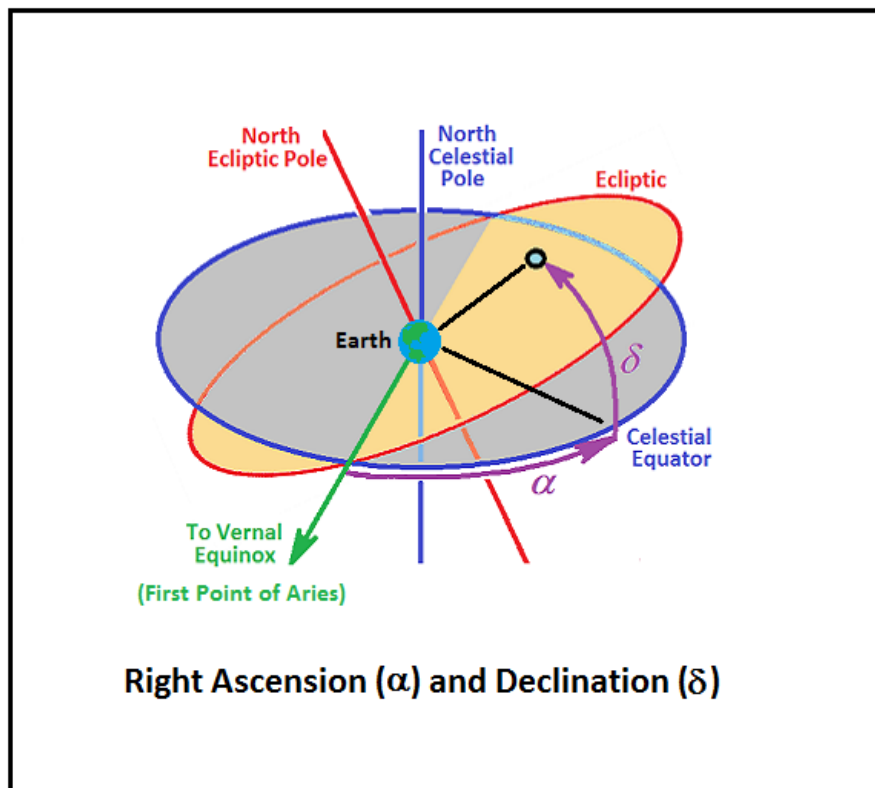 North
Ecliptic Pole
North
Celestial
Pole
Ecliptic
Earth
δ
Celestial
Equator
α
To Vernal
Equinox
(First Point of Aries)
Right Ascension (α) and Declination (δ)